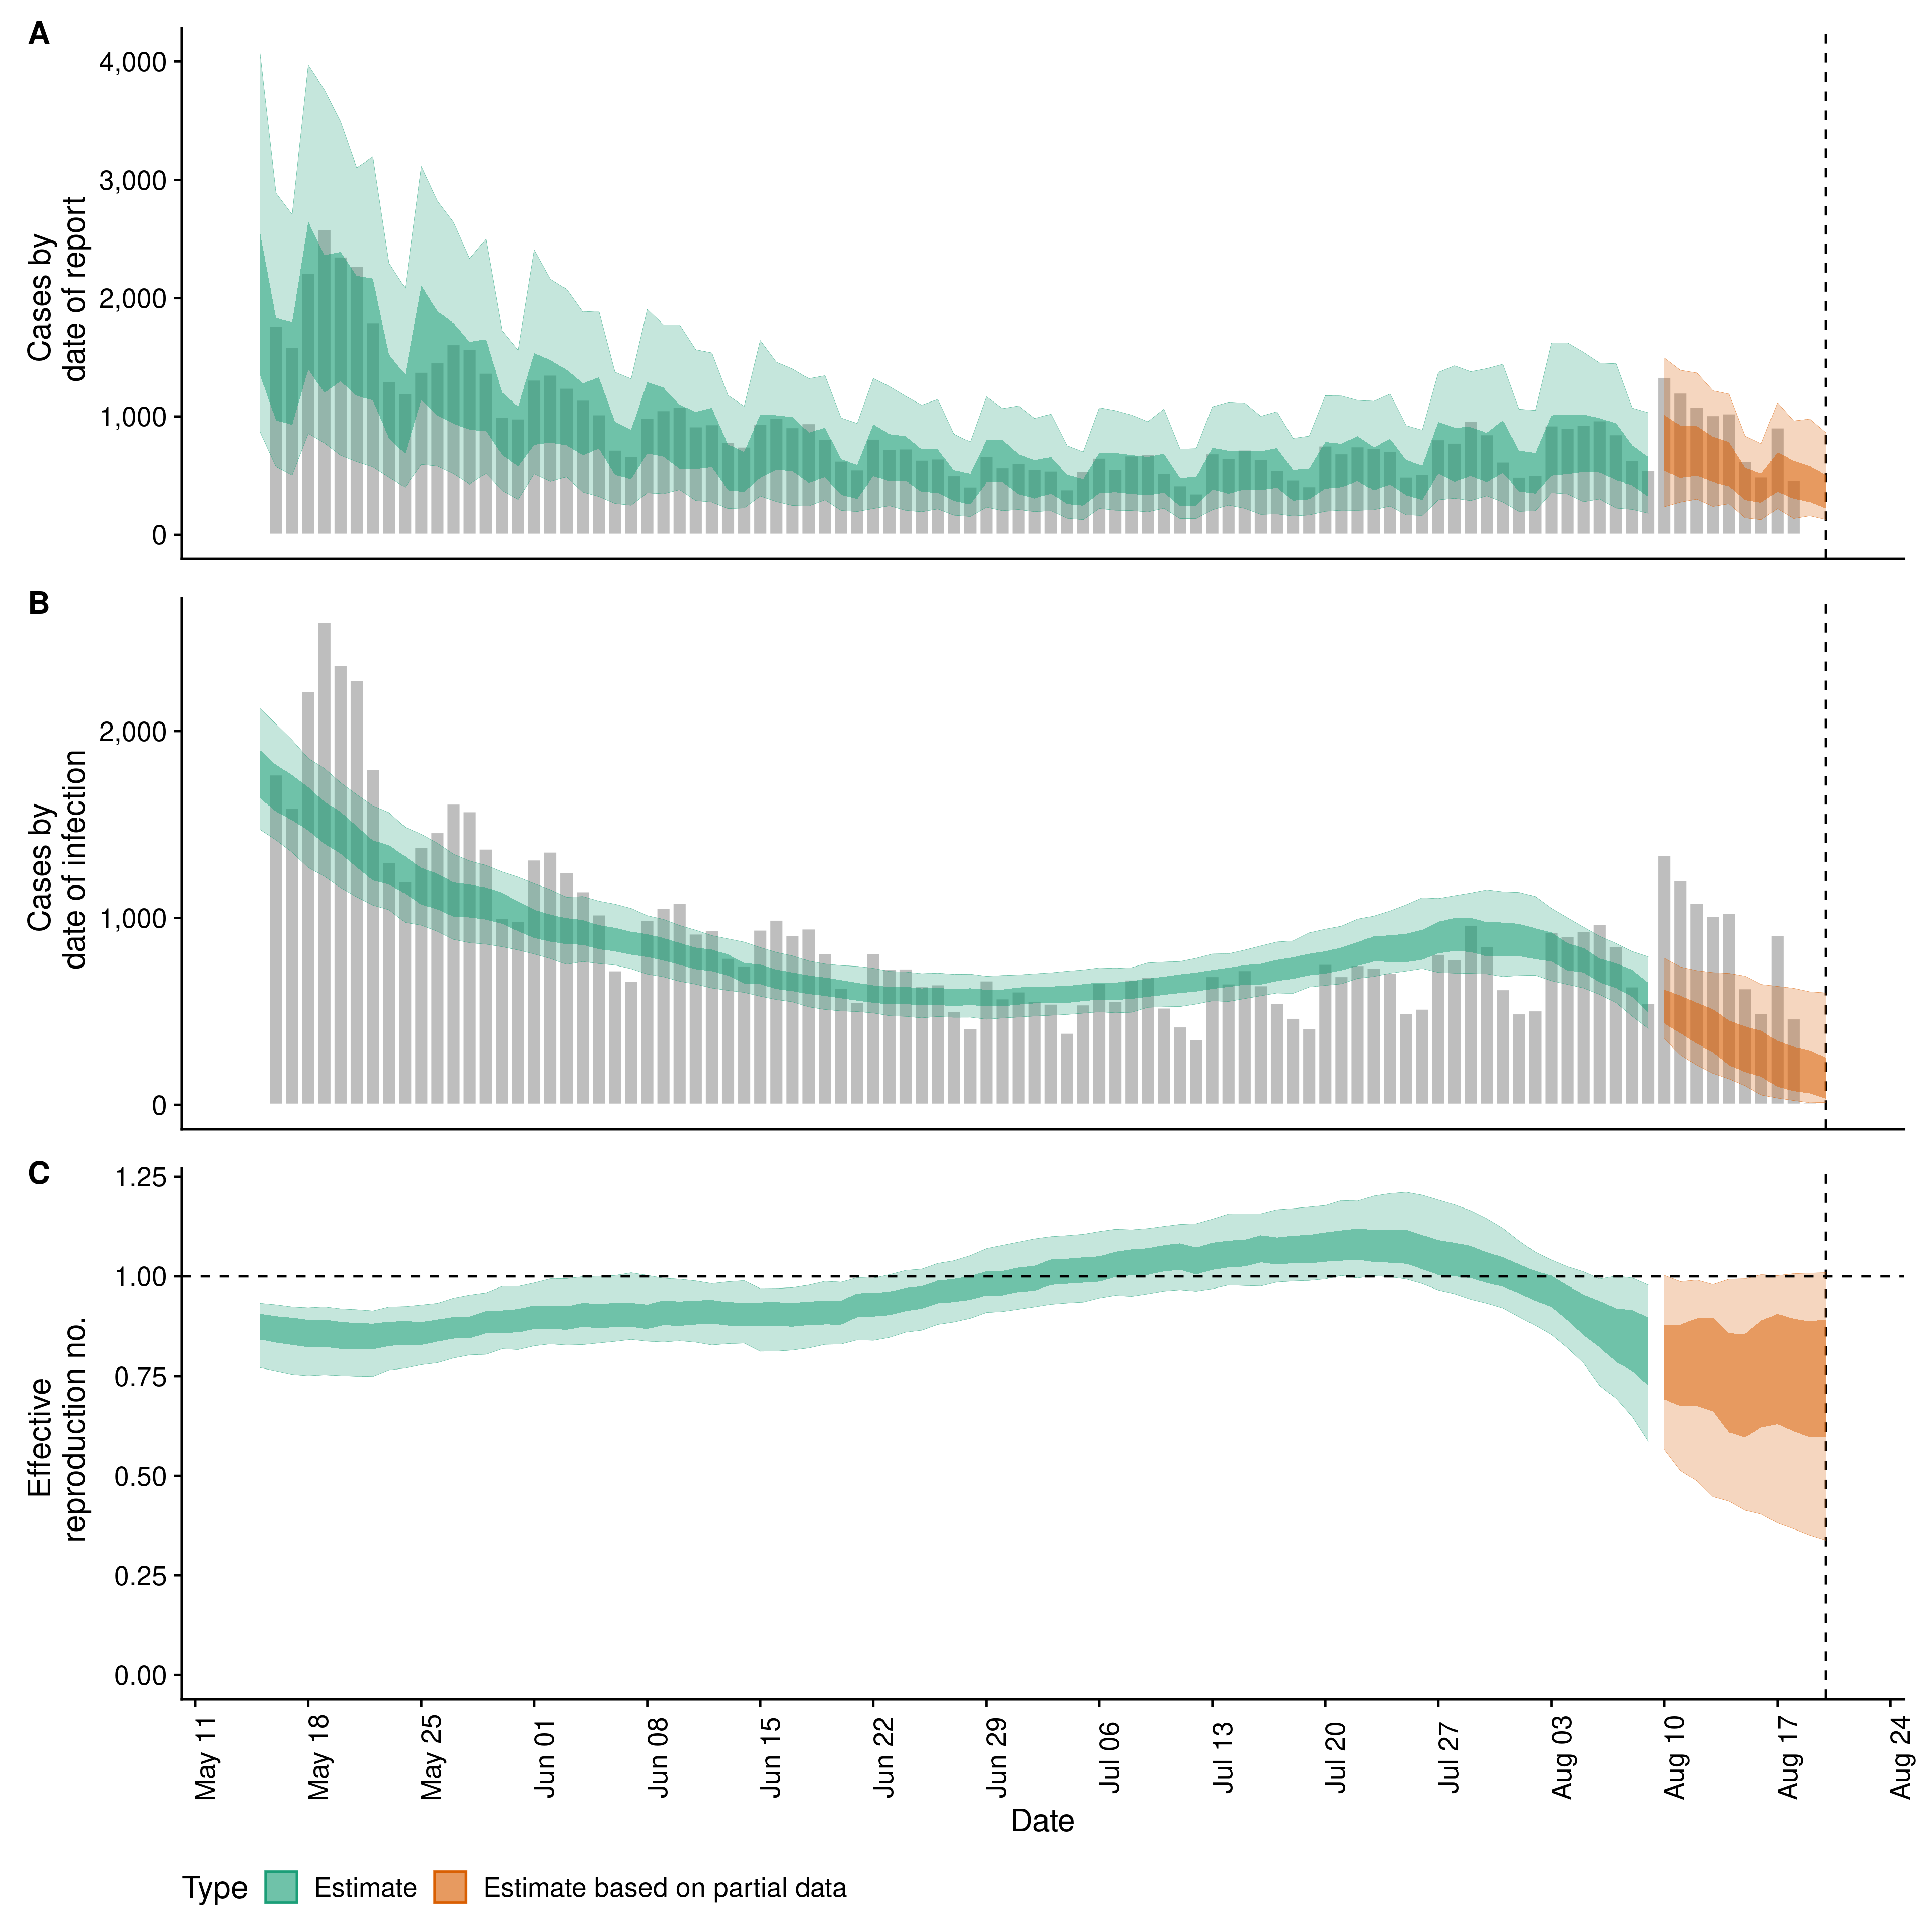 A
4,000
3,000
2,000
1,000
0
Cases by
date of report
B
2,000
1,000
0
Cases by
date of infection
C
1.25
1.00
0.75
0.50
0.25
0.00
Effective
reproduction no.
May 11
May 18
May 25
Jun 01
Jun 08
Jun 15
Jun 22
Jun 29
Jul 06
Jul 13
Jul 20
Jul 27
Aug 03
Aug 10
Aug 17
Aug 24
Date
Type Estimate Estimate based on partial data